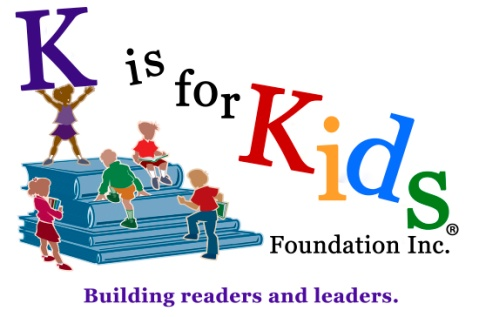 K is for Kids®
Foundation Inc.
Building readers and leaders.